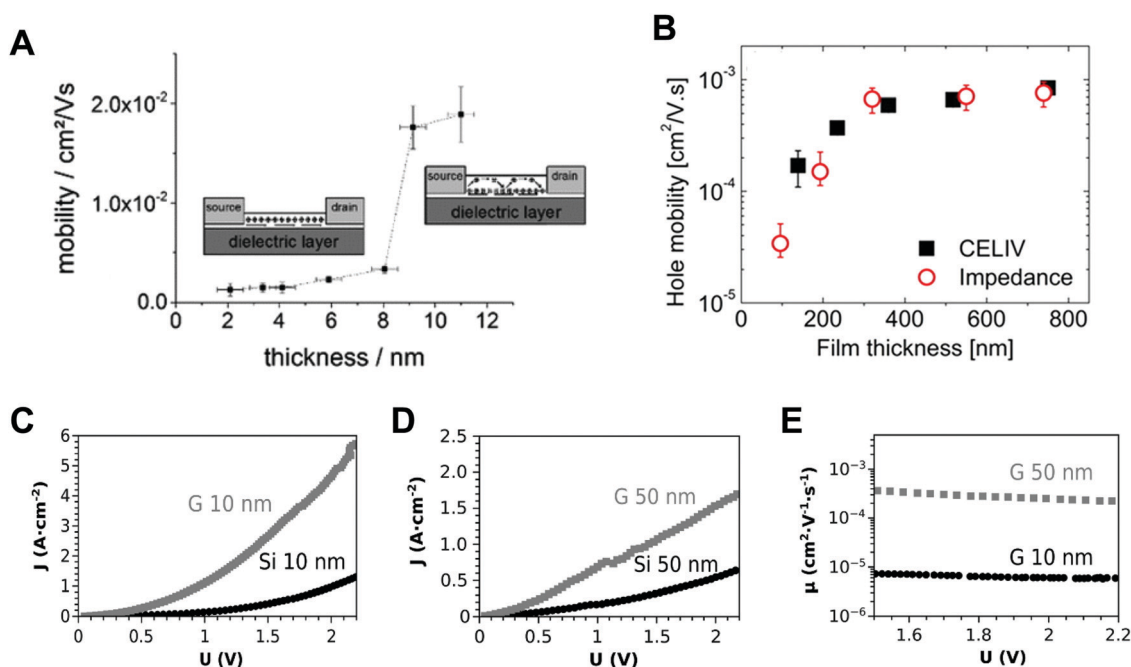 A
mobility / cm²/Vs
2.0x10⁻²
1.0x10⁻²
0.0
source
drain
dielectric layer
source
drain
dielectric layer
0 2 4 6 8 10 12
thickness / nm
B
Hole mobility [cm²/V.s]
10⁻³
10⁻⁴
10⁻⁵
CELIV
Impedance
0 200 400 600 800
Film thickness [nm]
C
J (A·cm⁻²)
6
5
4
3
2
1
0
G 10 nm
Si 10 nm
0 0.5 1 1.5 2
U (V)
D
J (A·cm⁻²)
2.5
2.0
1.5
1.0
0.5
0
G 50 nm
Si 50 nm
0 0.5 1 1.5 2
U (V)
E
μ (cm²·V⁻¹·s⁻¹)
10⁻³
10⁻⁴
10⁻⁵
10⁻⁶
G 50 nm
G 10 nm
1.6 1.8 2 2.2
U (V)